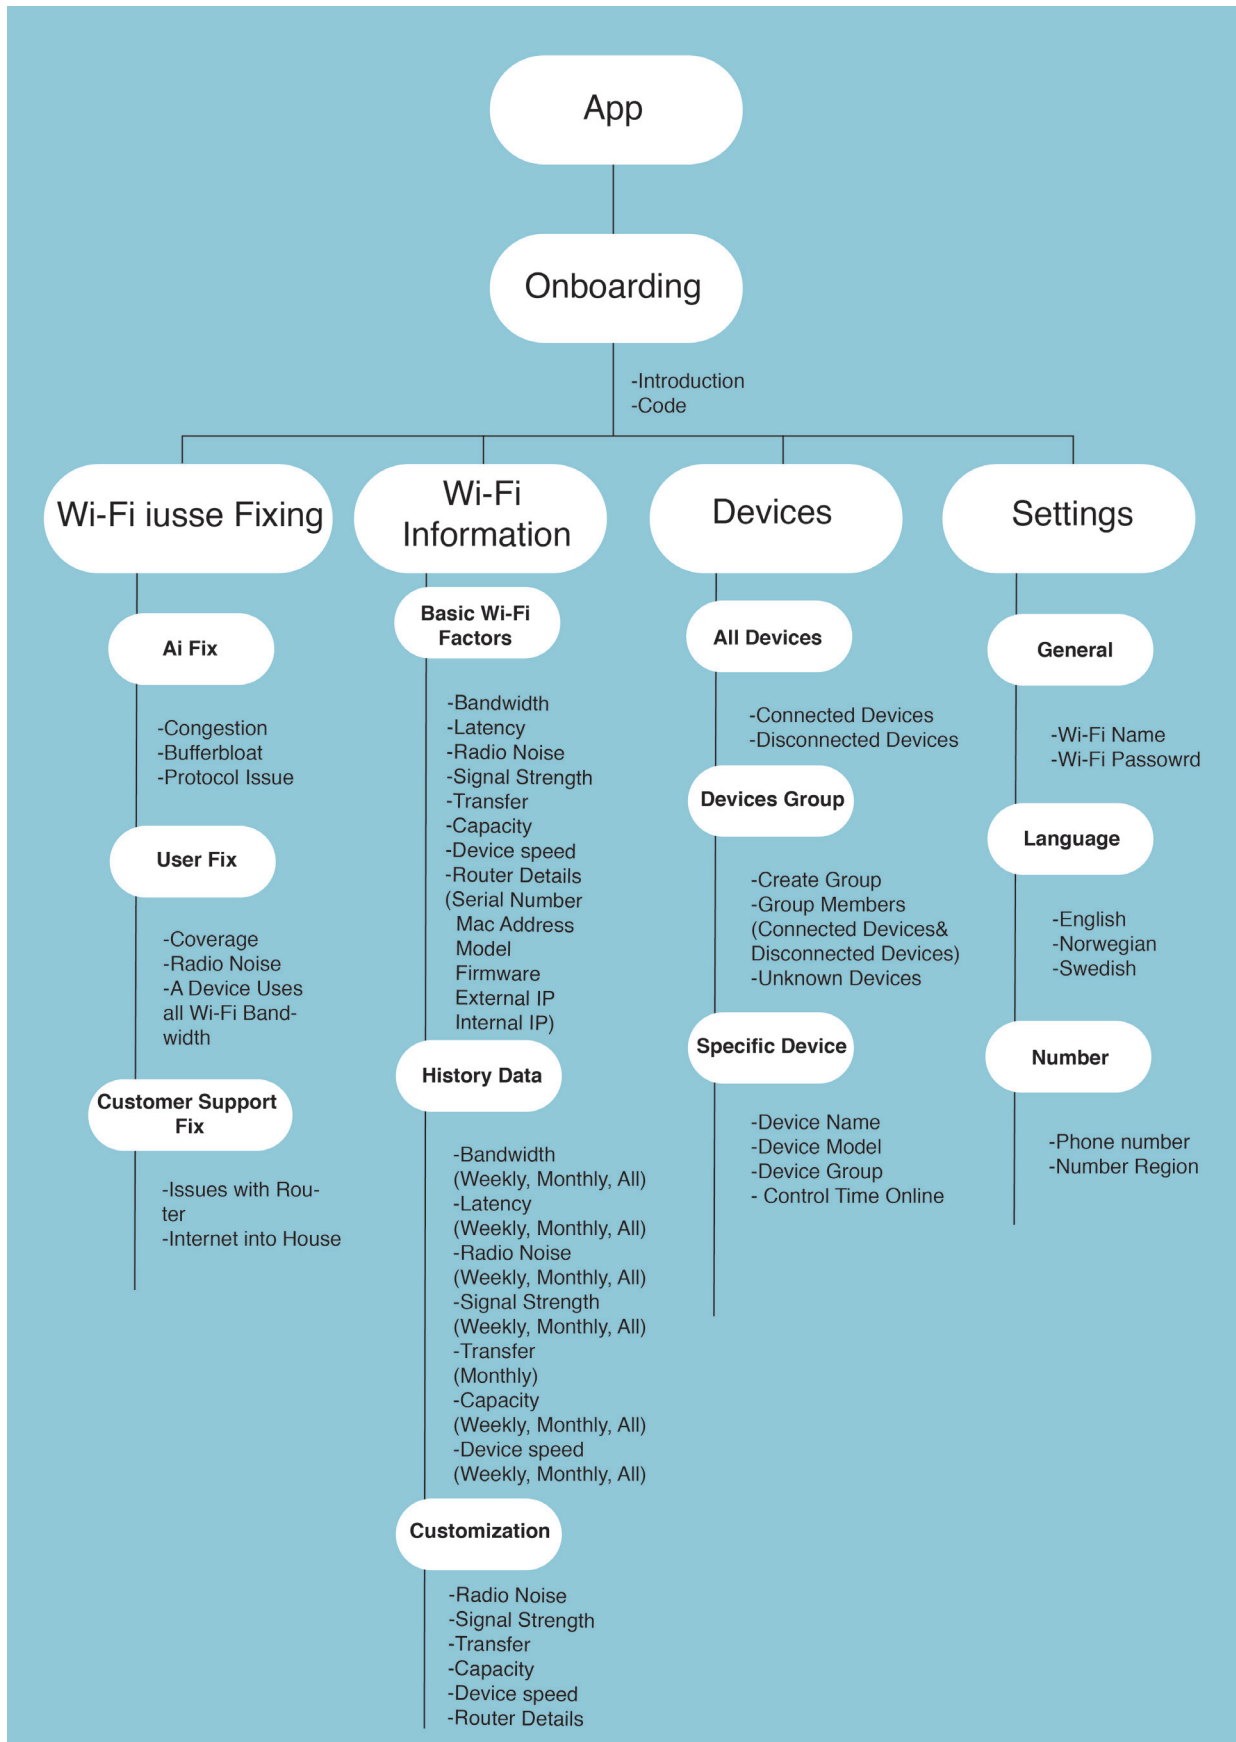 App
Onboarding
-Introduction
-Code
Wi-Fi iusse Fixing
Ai Fix
-Congestion
-Bufferbloat
-Protocol Issue
User Fix
-Coverage
-Radio Noise
-A Device Uses
all Wi-Fi Band-
width
Customer Support
Fix
-Issues with Rou-
ter
-Internet into House
Wi-Fi
Information
Basic Wi-Fi
Factors
-Bandwidth
-Latency
-Radio Noise
-Signal Strength
-Transfer
-Capacity
-Device speed
-Router Details
(Serial Number
Mac Address
Model
Firmware
External IP
Internal IP)
History Data
-Bandwidth
(Weekly, Monthly, All)
-Latency
(Weekly, Monthly, All)
-Radio Noise
(Weekly, Monthly, All)
-Signal Strength
(Weekly, Monthly, All)
-Transfer
(Monthly)
-Capacity
(Weekly, Monthly, All)
-Device speed
(Weekly, Monthly, All)
Customization
-Radio Noise
-Signal Strength
-Transfer
-Capacity
-Device speed
-Router Details
Devices
All Devices
-Connected Devices
-Disconnected Devices
Devices Group
-Create Group
-Group Members
(Connected Devices&
Disconnected Devices)
-Unknown Devices
Specific Device
-Device Name
-Device Model
-Device Group
- Control Time Online
Settings
General
-Wi-Fi Name
-Wi-Fi Passowrd
Language
-English
-Norwegian
-Swedish
Number
-Phone number
-Number Region